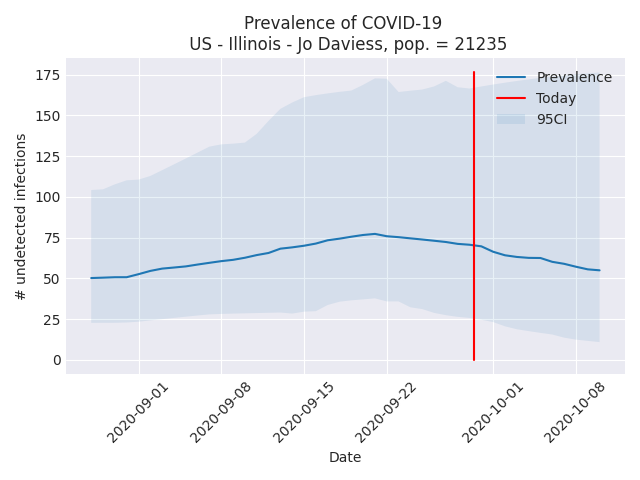 Prevalence of COVID-19
US - Illinois - Jo Daviess, pop. = 21235
# undetected infections
175
150
125
100
75
50
25
0
Prevalence
Today
95CI
2020-09-01
2020-09-08
2020-09-15
2020-09-22
2020-10-01
2020-10-08
Date